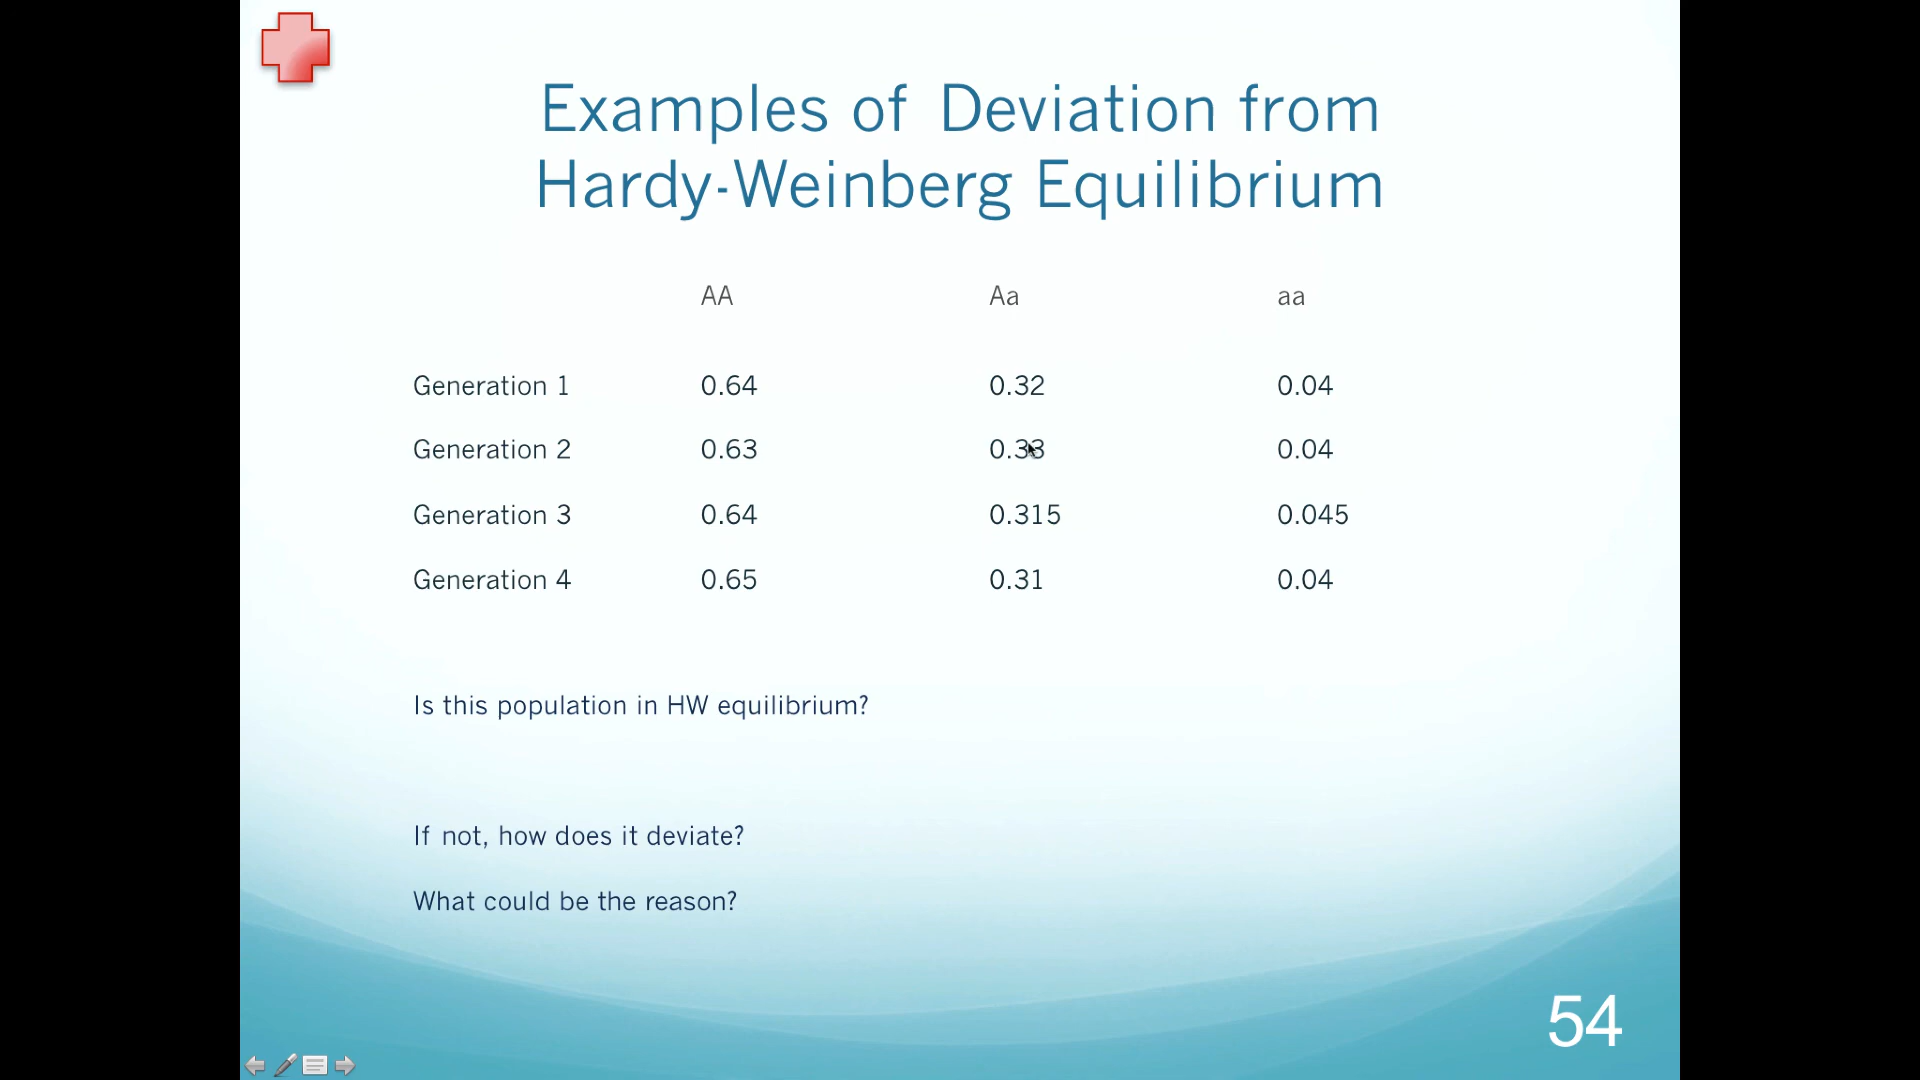 Examples of Deviation from
Hardy-Weinberg Equilibrium
AA Aa aa
Generation 1 0.64 0.32 0.04
Generation 2 0.63 0.33 0.04
Generation 3 0.64 0.315 0.045
Generation 4 0.65 0.31 0.04
Is this population in HW equilibrium?
If not, how does it deviate?
What could be the reason?
54